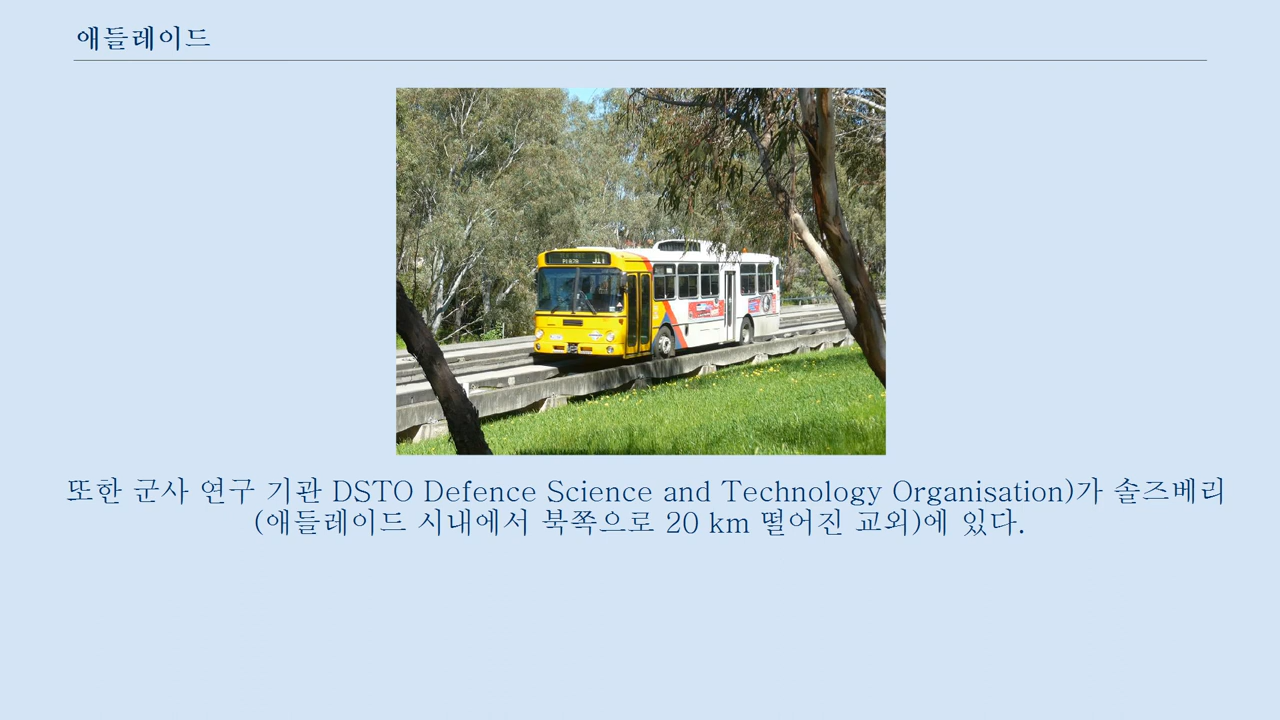 애들레이드
또한 군사 연구 기관 DSTO Defence Science and Technology Organisation)가 솔즈베리
(애들레이드 시내에서 북쪽으로 20 km 떨어진 교외)에 있다.